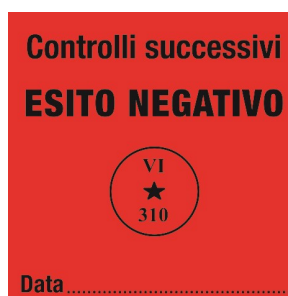 Controlli successivi
ESITO NEGATIVO
VI
★
310
Data........................................